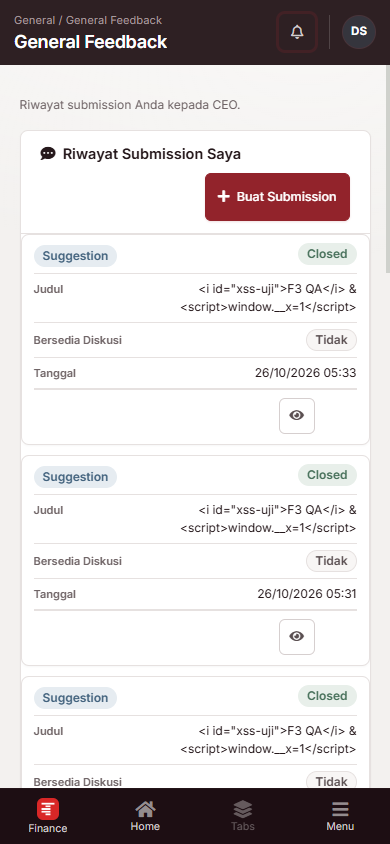 General / General Feedback
General Feedback
DS
Riwayat submission Anda kepada CEO.
Riwayat Submission Saya
Buat Submission
Suggestion
Closed
Judul
<i id="xss-uji">F3 QA</i> &
<script>window.__x=1</script>
Bersedia Diskusi
Tidak
Tanggal
26/10/2026 05:33
Suggestion
Closed
Judul
<i id="xss-uji">F3 QA</i> &
<script>window.__x=1</script>
Bersedia Diskusi
Tidak
Tanggal
26/10/2026 05:31
Suggestion
Closed
Judul
<i id="xss-uji">F3 QA</i> &
<script>window.__x=1</script>
Bersedia Diskusi
Tidak
Finance
Home
Tabs
Menu